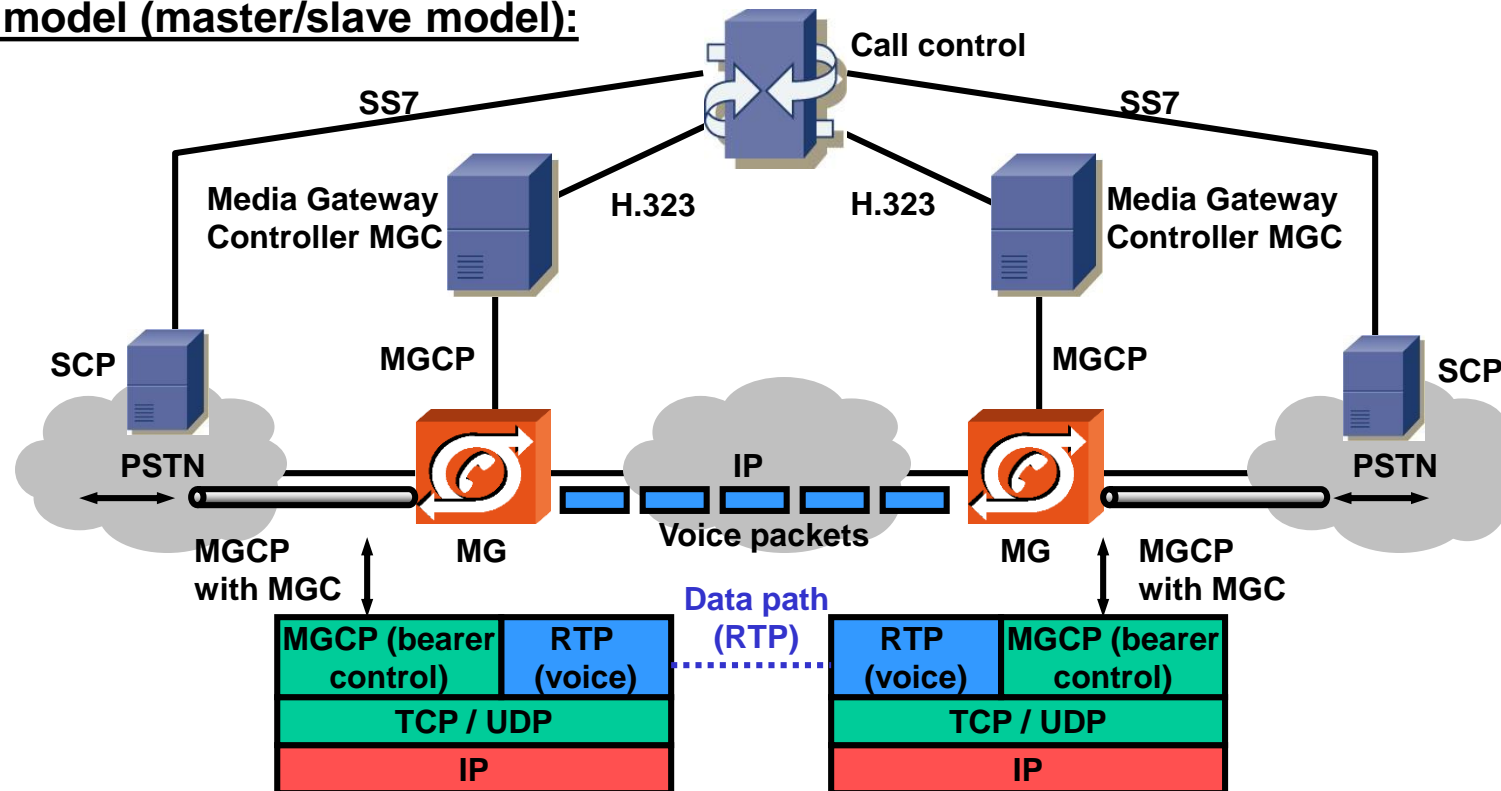 model (master/slave model):
Call control
SS7
SS7
Media Gateway
Controller MGC
H.323
H.323
Media Gateway
Controller MGC
SCP
MGCP
MGCP
SCP
PSTN
IP
PSTN
Voice packets
MGCP
with MGC
MG
MG
MGCP
with MGC
Data path
(RTP)
MGCP (bearer
control)
RTP
(voice)
RTP
(voice)
MGCP (bearer
control)
TCP / UDP
TCP / UDP
IP
IP